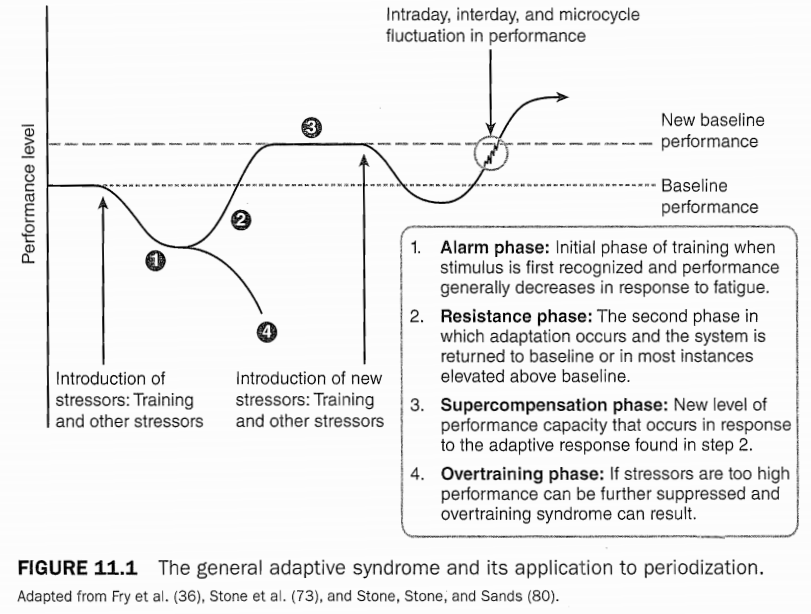 Intraday, interday, and microcycle
fluctuation in performance
Performance level
3
New baseline
performance
Baseline
performance
2
1
4
Introduction of
stressors: Training
and other stressors
Introduction of new
stressors: Training
and other stressors
1. Alarm phase: Initial phase of training when
stimulus is first recognized and performance
generally decreases in response to fatigue.
2. Resistance phase: The second phase in
which adaptation occurs and the system is
returned to baseline or in most instances
elevated above baseline.
3. Supercompensation phase: New level of
performance capacity that occurs in response
to the adaptive response found in step 2.
4. Overtraining phase: If stressors are too high
performance can be further suppressed and
overtraining syndrome can result.
FIGURE 11.1 The general adaptive syndrome and its application to periodization.
Adapted from Fry et al. (36), Stone et al. (73), and Stone, Stone, and Sands (80).